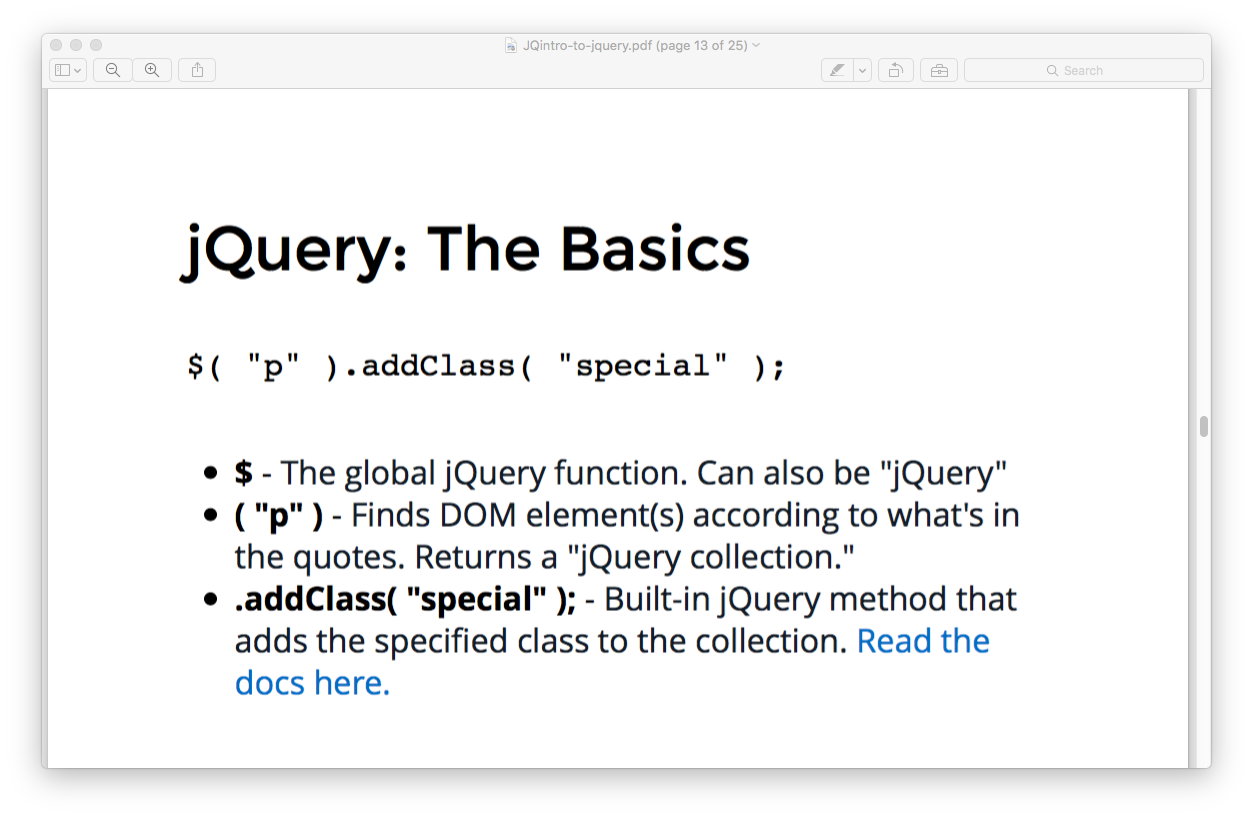 JQintro-to-jquery.pdf (page 13 of 25)
Search
jQuery: The Basics
$( "p" ).addClass( "special" );
• $ - The global jQuery function. Can also be "jQuery"
• ( "p" ) - Finds DOM element(s) according to what's in
the quotes. Returns a "jQuery collection."
• .addClass( "special" ); - Built-in jQuery method that
adds the specified class to the collection. Read the
docs here.